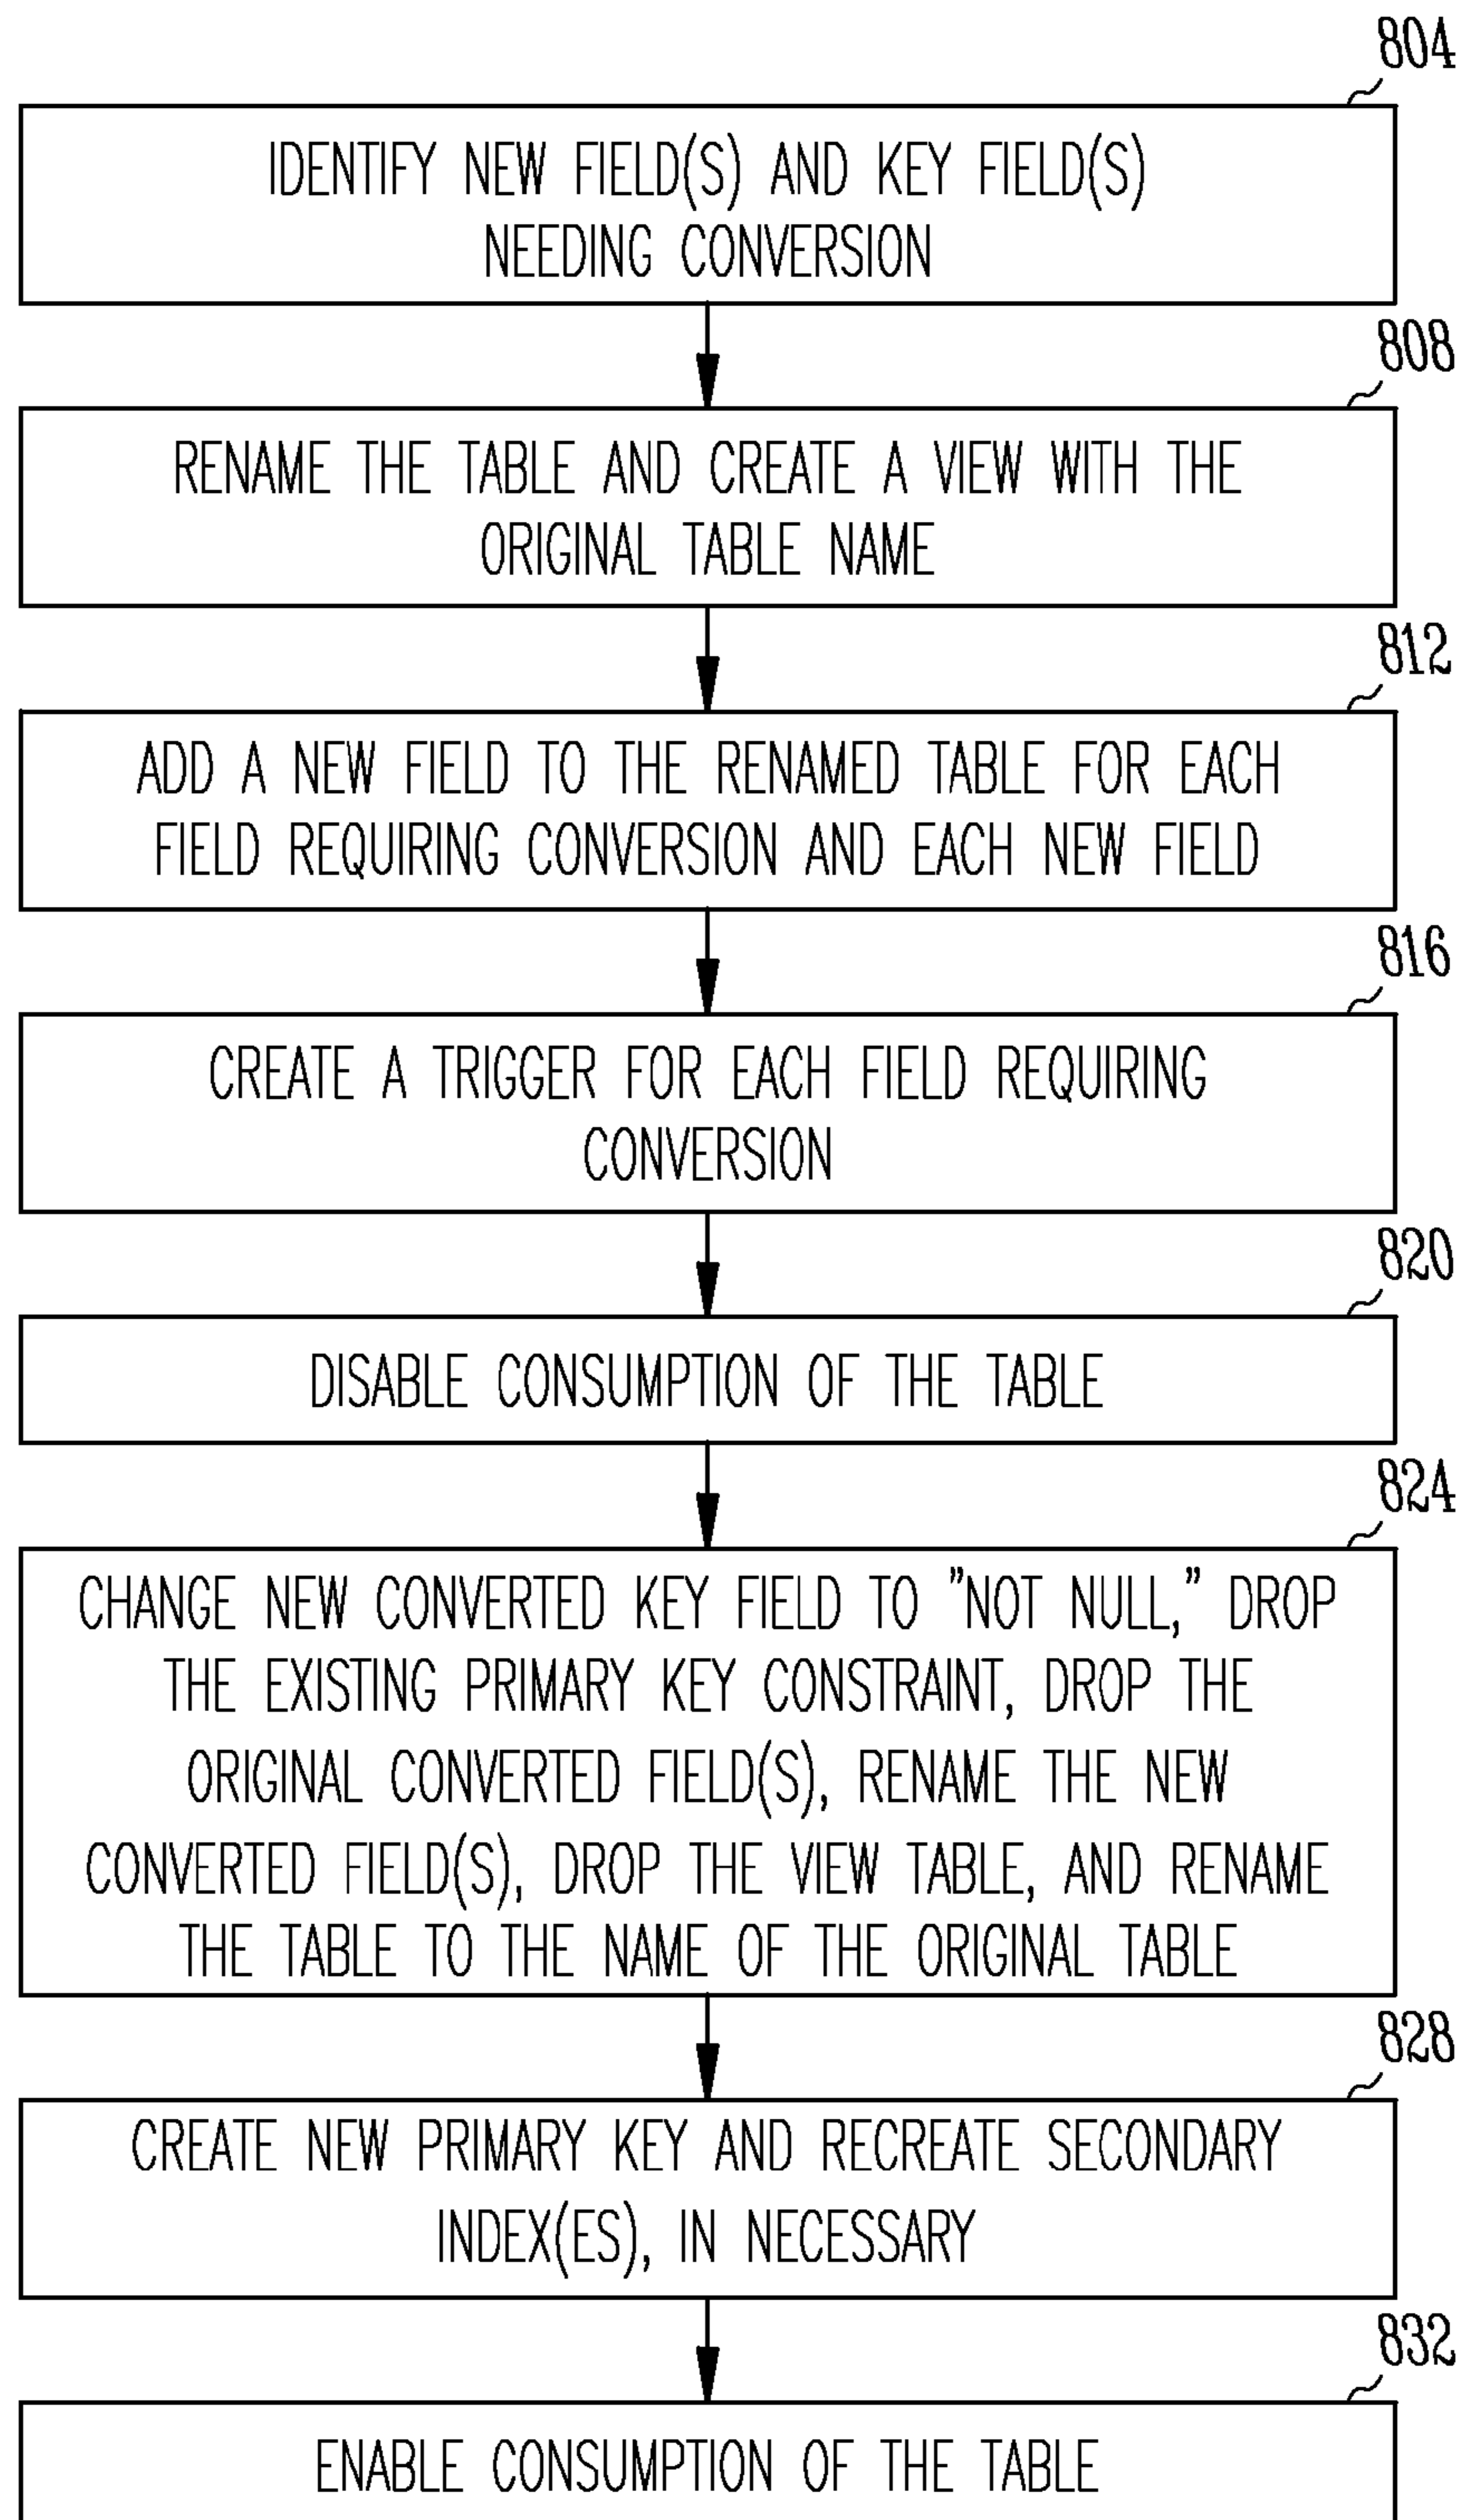 804
IDENTIFY NEW FIELD(S) AND KEY FIELD(S)
NEEDING CONVERSION
808
RENAME THE TABLE AND CREATE A VIEW WITH THE
ORIGINAL TABLE NAME
812
ADD A NEW FIELD TO THE RENAMED TABLE FOR EACH
FIELD REQUIRING CONVERSION AND EACH NEW FIELD
816
CREATE A TRIGGER FOR EACH FIELD REQUIRING
CONVERSION
820
DISABLE CONSUMPTION OF THE TABLE
824
CHANGE NEW CONVERTED KEY FIELD TO "NOT NULL," DROP
THE EXISTING PRIMARY KEY CONSTRAINT, DROP THE
ORIGINAL CONVERTED FIELD(S), RENAME THE NEW
CONVERTED FIELD(S), DROP THE VIEW TABLE, AND RENAME
THE TABLE TO THE NAME OF THE ORIGINAL TABLE
828
CREATE NEW PRIMARY KEY AND RECREATE SECONDARY
INDEX(ES), IN NECESSARY
832
ENABLE CONSUMPTION OF THE TABLE